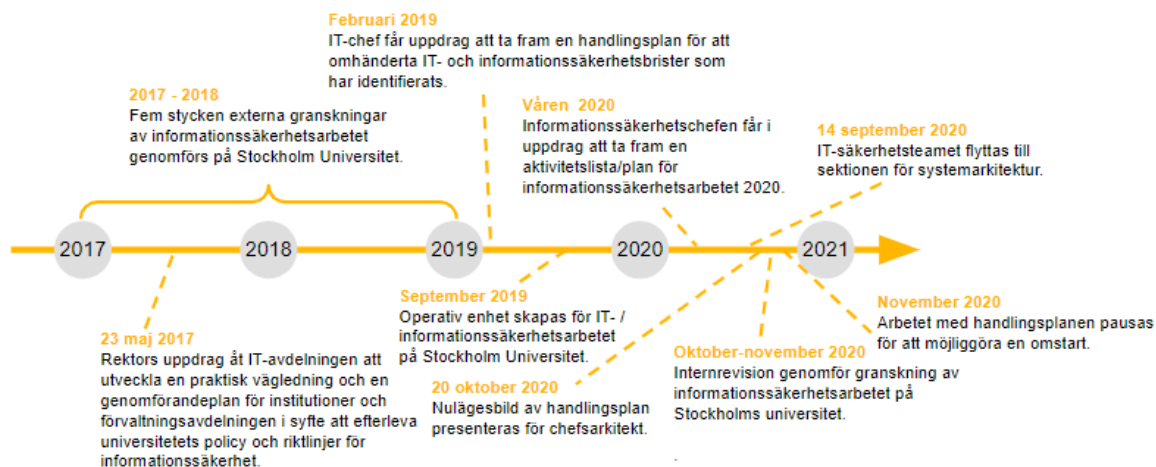 Februari 2019
IT-chef får uppdrag att ta fram en handlingsplan för att
omhänderta IT- och informationssäkerhetsbrister som
har identifierats.
2017 - 2018
Fem stycken externa granskningar
av informationssäkerhetsarbetet
genomförs på Stockholm Universitet.
Våren 2020
Informationssäkerhetschefen får i
uppdrag att ta fram en
aktivitetslista/plan för
informationssäkerhetsarbetet 2020.
14 september 2020
IT-säkerhetsteamet flyttas till
sektionen för systemarkitektur.
2017
2018
2019
2020
2021
23 maj 2017
Rektors uppdrag åt IT-avdelningen att
utveckla en praktisk vägledning och en
genomförandeplan för institutioner och
förvaltningsavdelningen i syfte att efterleva
universitetets policy och riktlinjer för
informationssäkerhet.
September 2019
Operativ enhet skapas för IT- /
informationssäkerhetsarbetet
på Stockholm Universitet.
20 oktober 2020
Nulägesbild av handlingsplan
presenteras för chefsarkitekt.
Oktober-november 2020
Internrevision genomför granskning av
informationssäkerhetsarbetet på
Stockholms universitet.
November 2020
Arbetet med handlingsplanen pausas
för att möjliggöra en omstart.